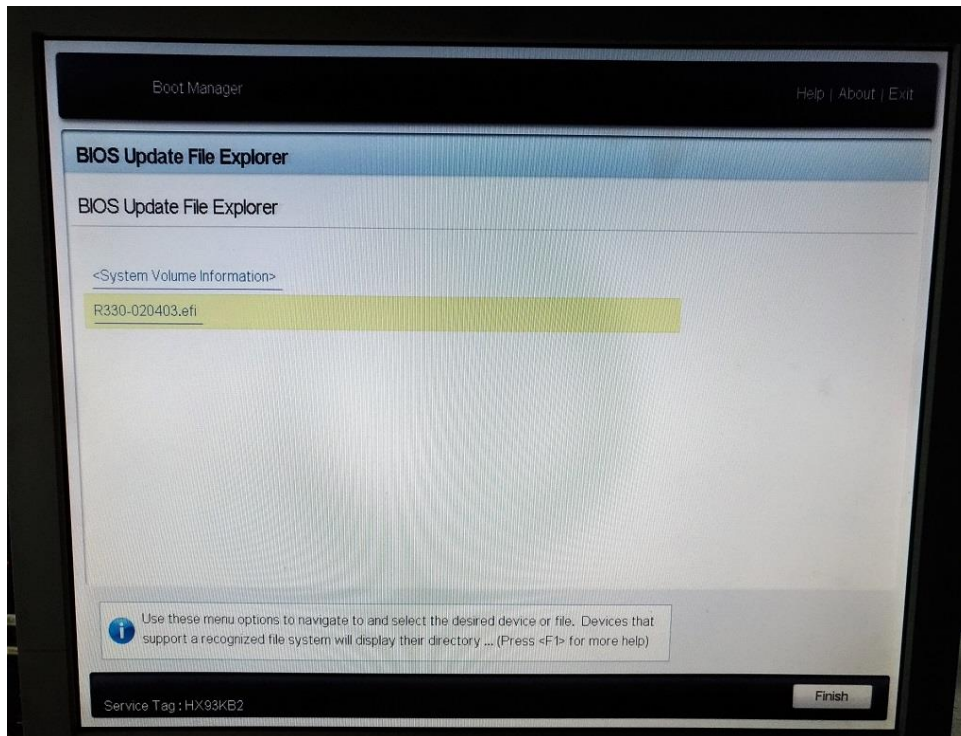 Boot Manager
Help | About | Exit
BIOS Update File Explorer
BIOS Update File Explorer
<System Volume Information>
R330-020403.efi
Use these menu options to navigate to and select the desired device or file. Devices that
support a recognized file system will display their directory ... (Press <F1> for more help)
Service Tag : HX93KB2
Finish